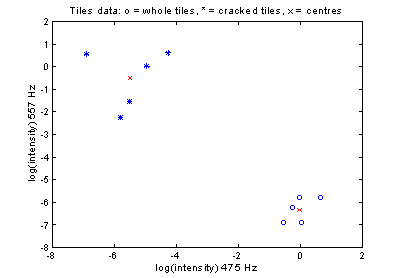 Tiles data: o = whole tiles, * = cracked tiles, x = centres
2
1
0
-1
-2
-3
-4
-5
-6
-7
-8
log(intensity) 557 Hz
-8 -6 -4 -2 0 2
log(intensity) 475 Hz